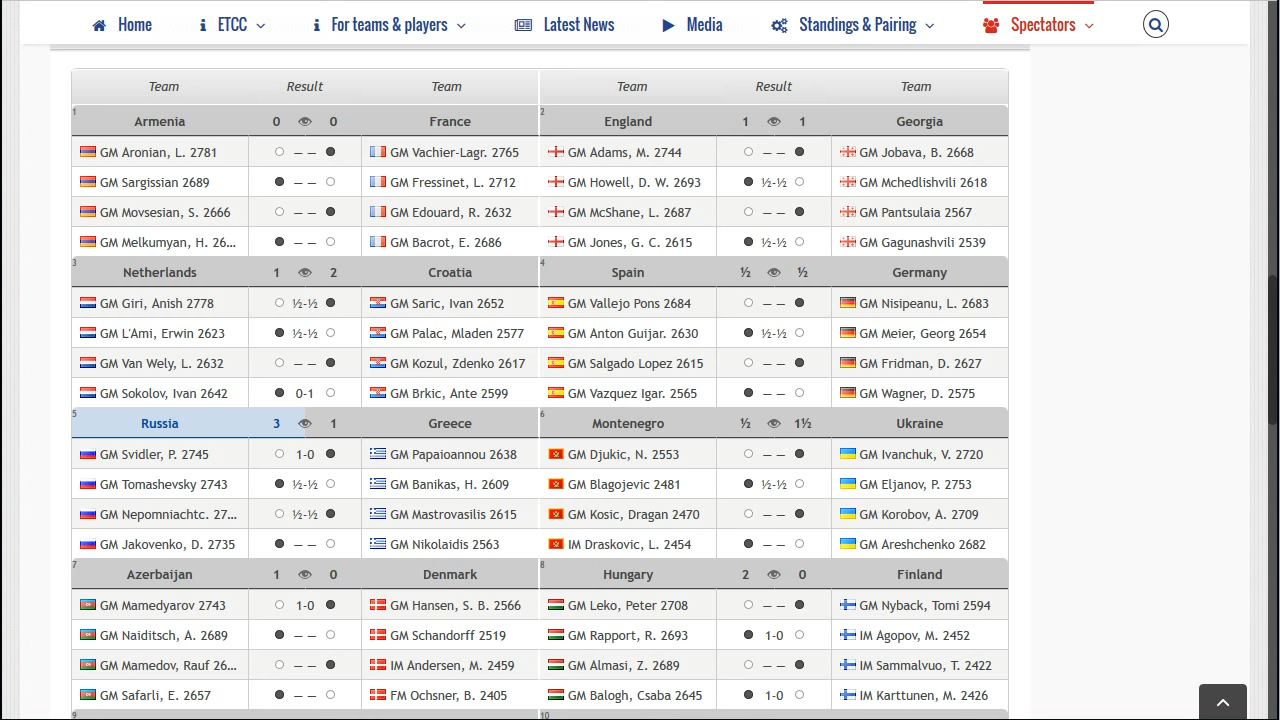 Home ETCC For teams & players Latest News Media Standings & Pairing Spectators
Team Result Team Team Result Team
1 Armenia 0 0 France 2 England 1 1 Georgia
GM Aronian, L. 2781 – – GM Vachier-Lagr. 2765 GM Adams, M. 2744 – – GM Jobava, B. 2668
GM Sargissian 2689 – – GM Fressinet, L. 2712 GM Howell, D. W. 2693 ½-½ GM Mchedlishvili 2618
GM Movsesian, S. 2666 – – GM Edouard, R. 2632 GM McShane, L. 2687 – – GM Pantsulaia 2567
GM Melkumyan, H. 26... – – GM Bacrot, E. 2686 GM Jones, G. C. 2615 ½-½ GM Gagunashvili 2539
3 Netherlands 1 2 Croatia 4 Spain ½ ½ Germany
GM Giri, Anish 2778 ½-½ GM Saric, Ivan 2652 GM Vallejo Pons 2684 – – GM Nisipeanu, L. 2683
GM L'Ami, Erwin 2623 ½-½ GM Palac, Mladen 2577 GM Anton Guijar. 2630 ½-½ GM Meier, Georg 2654
GM Van Wely, L. 2632 – – GM Kozul, Zdenko 2617 GM Salgado Lopez 2615 – – GM Fridman, D. 2627
GM Sokolov, Ivan 2642 0-1 GM Brkic, Ante 2599 GM Vazquez Igar. 2565 – – GM Wagner, D. 2575
5 Russia 3 1 Greece 6 Montenegro ½ 1½ Ukraine
GM Svidler, P. 2745 1-0 GM Papaioannou 2638 GM Djukic, N. 2553 – – GM Ivanchuk, V. 2720
GM Tomashevsky 2743 ½-½ GM Banikas, H. 2609 GM Blagojevic 2481 ½-½ GM Eljanov, P. 2753
GM Nepomniachtc. 27... ½-½ GM Mastrovasilis 2615 GM Kosic, Dragan 2470 – – GM Korobov, A. 2709
GM Jakovenko, D. 2735 – – GM Nikolaidis 2563 IM Draskovic, L. 2454 – – GM Areshchenko 2682
7 Azerbaijan 1 0 Denmark 8 Hungary 2 0 Finland
GM Mamedyarov 2743 1-0 GM Hansen, S. B. 2566 GM Leko, Peter 2708 – – GM Nyback, Tomi 2594
GM Naiditsch, A. 2689 – – GM Schandorff 2519 GM Rapport, R. 2693 1-0 IM Agopov, M. 2452
GM Mamedov, Rauf 26... – – IM Andersen, M. 2459 GM Almasi, Z. 2689 – – IM Sammalvuo, T. 2422
GM Safarli, E. 2657 – – FM Ochsner, B. 2405 GM Balogh, Csaba 2645 1-0 IM Karttunen, M. 2426
9 10